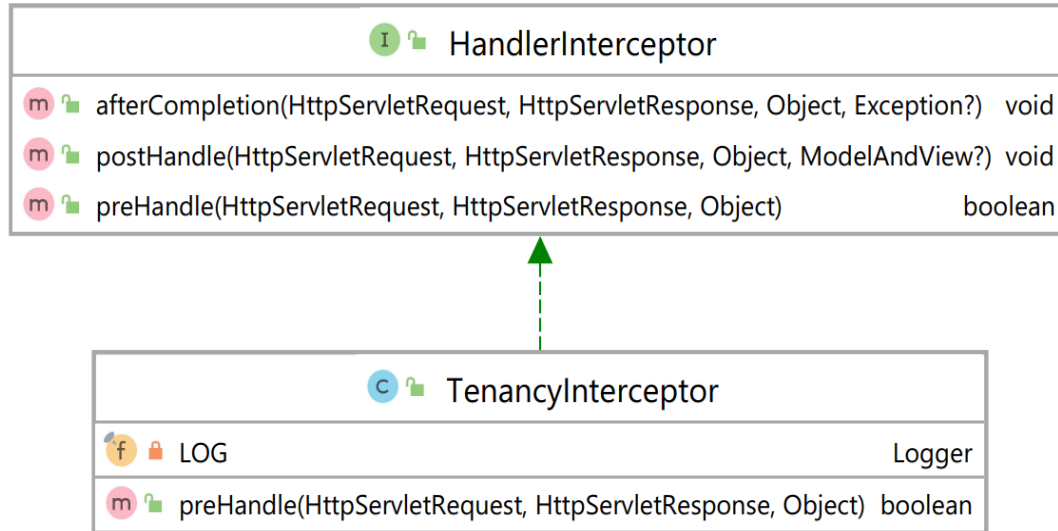 I HandlerInterceptor
m afterCompletion(HttpServletRequest, HttpServletResponse, Object, Exception?) void
m postHandle(HttpServletRequest, HttpServletResponse, Object, ModelAndView?) void
m preHandle(HttpServletRequest, HttpServletResponse, Object) boolean
C TenancyInterceptor
f LOG Logger
m preHandle(HttpServletRequest, HttpServletResponse, Object) boolean